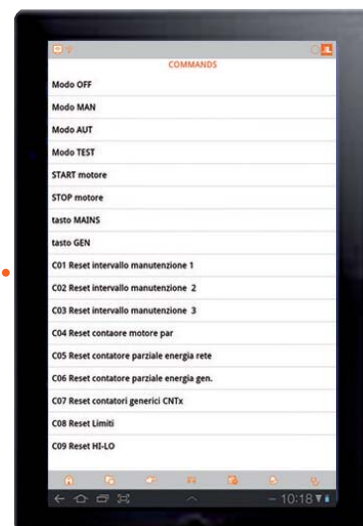 COMMANDS
Modo OFF
Modo MAN
Modo AUT
Modo TEST
START motore
STOP motore
tasto MAINS
tasto GEN
C01 Reset intervallo manutenzione 1
C02 Reset intervallo manutenzione 2
C03 Reset intervallo manutenzione 3
C04 Reset contaore motore par
C05 Reset contatore parziale energia rete
C06 Reset contatore parziale energia gen.
C07 Reset contatori generici CNTx
C08 Reset Limiti
C09 Reset HI-LO
10:18